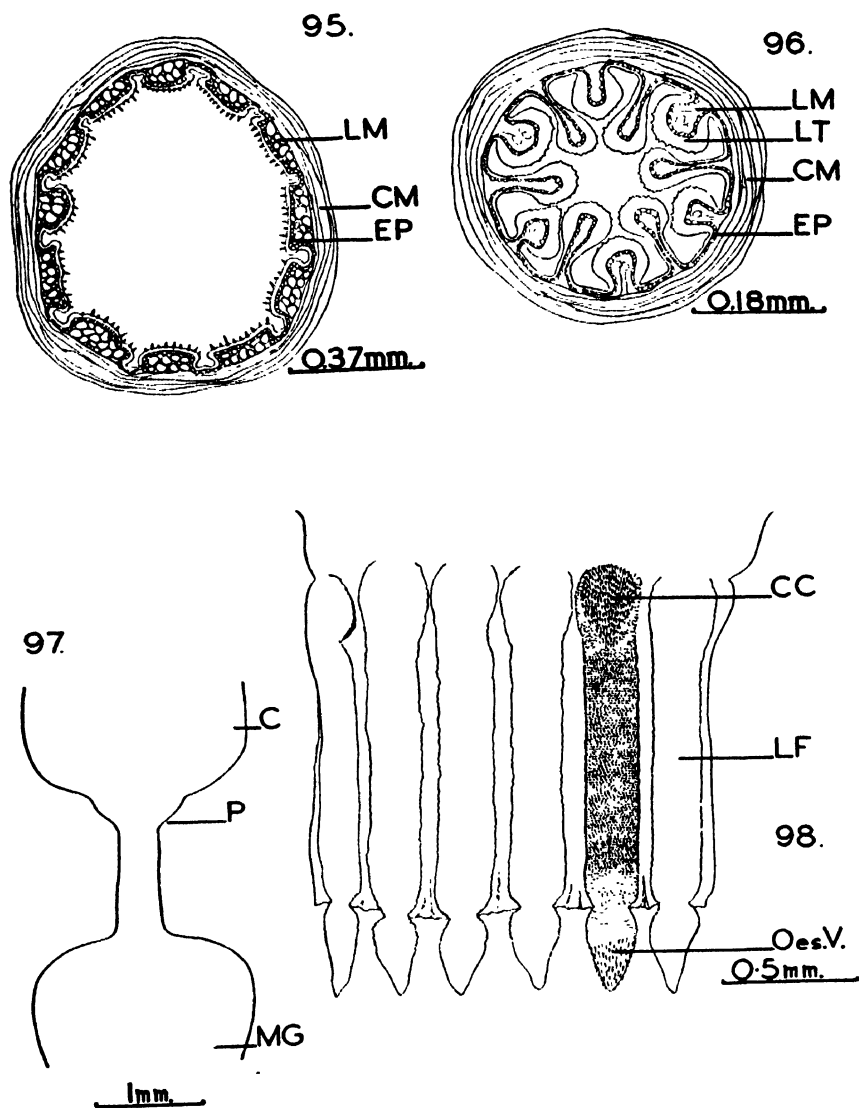 95.
LM
CM
EP
0.37mm.
96.
LM
LT
CM
EP
0.18mm.
97.
C
P
MG
1mm.
CC
LF
98.
Oes.V.
0.5mm.